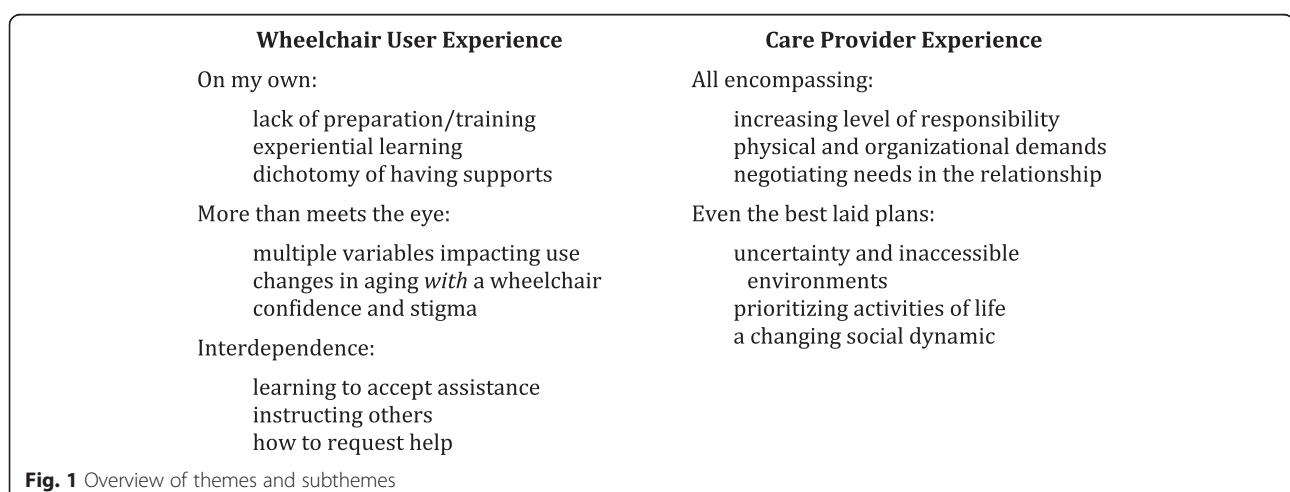 Wheelchair User Experience
On my own:
lack of preparation/training
experiential learning
dichotomy of having supports
More than meets the eye:
multiple variables impacting use
changes in aging with a wheelchair
confidence and stigma
Interdependence:
learning to accept assistance
instructing others
how to request help
Care Provider Experience
All encompassing:
increasing level of responsibility
physical and organizational demands
negotiating needs in the relationship
Even the best laid plans:
uncertainty and inaccessible
environments
prioritizing activities of life
a changing social dynamic
Fig. 1 Overview of themes and subthemes